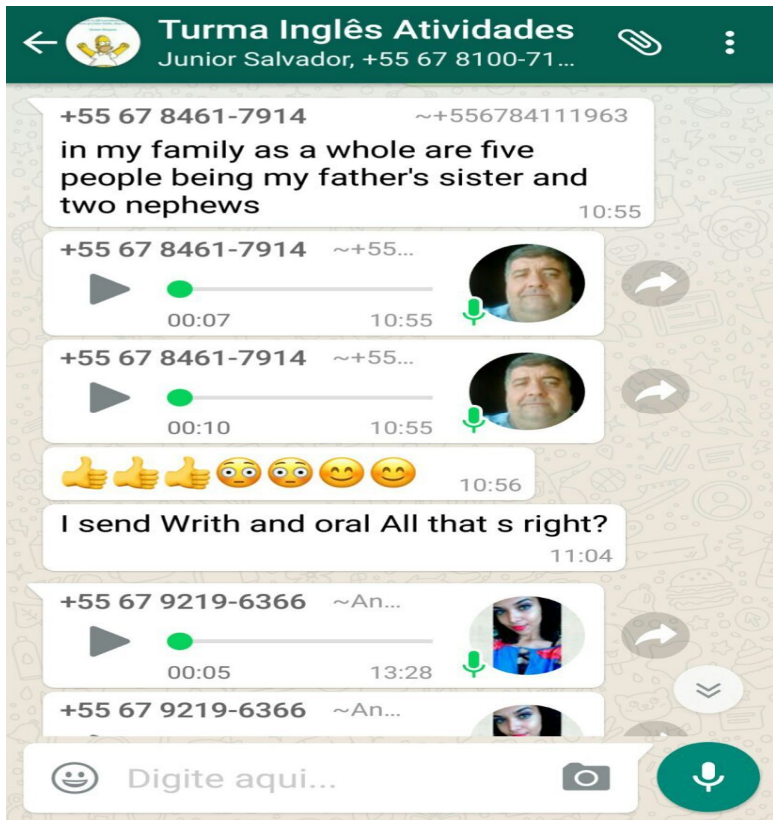 Turma Inglês Atividades
Junior Salvador, +55 67 8100-71...
+55 67 8461-7914 ~+556784111963
in my family as a whole are five
people being my father's sister and
two nephews
10:55
+55 67 8461-7914 ~+55...
00:07 10:55
+55 67 8461-7914 ~+55...
00:10 10:55
10:56
I send Writh and oral All that s right?
11:04
+55 67 9219-6366 ~An...
00:05 13:28
+55 67 9219-6366 ~An...
Digite aqui...